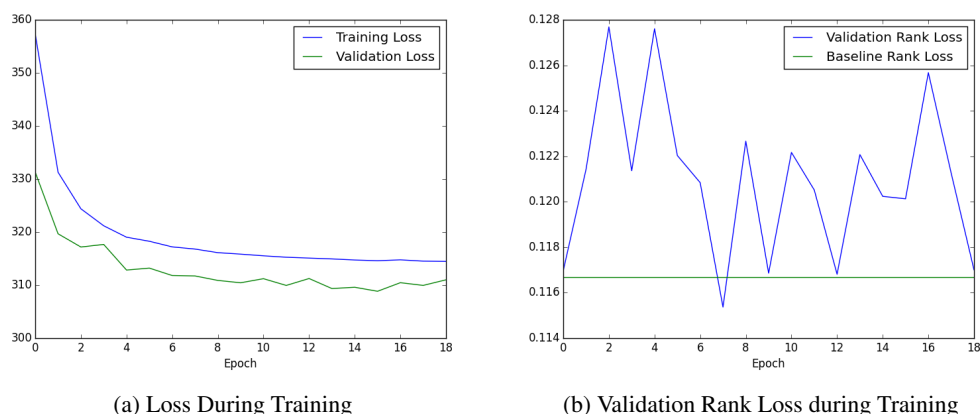 360
350
340
330
320
310
300
0 2 4 6 8 10 12 14 16 18
Epoch
Training Loss
Validation Loss
(a) Loss During Training
0.128
0.126
0.124
0.122
0.120
0.118
0.116
0.114
0 2 4 6 8 10 12 14 16 18
Epoch
Validation Rank Loss
Baseline Rank Loss
(b) Validation Rank Loss during Training